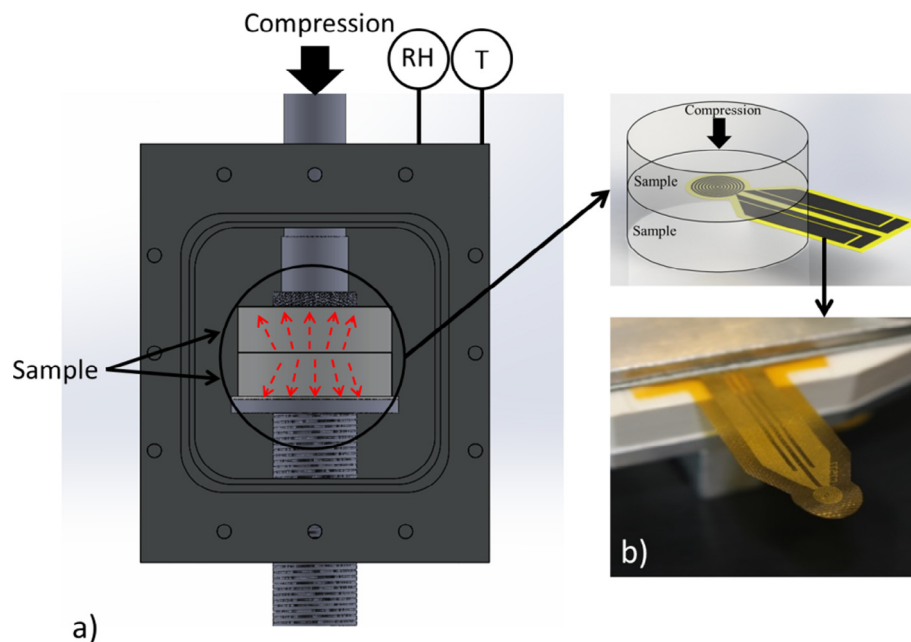 Compression
RH
T
Compression
Sample
Sample
Sample
b)
a)